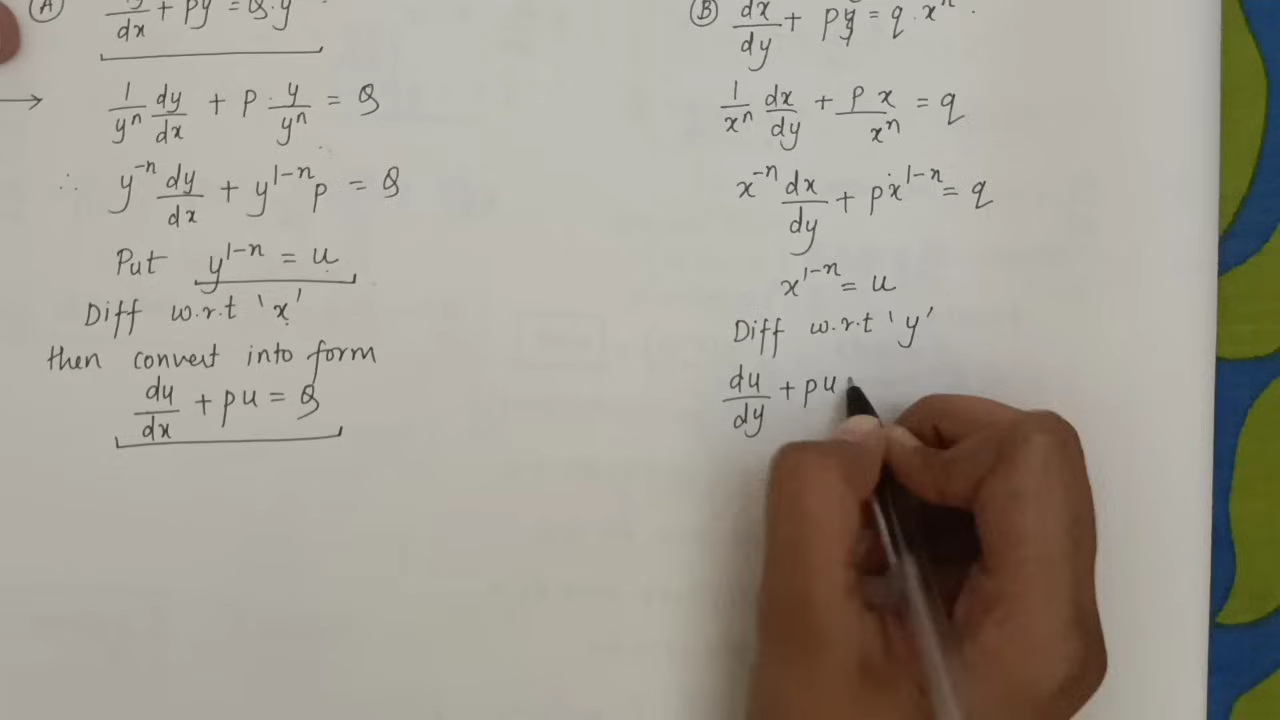 (A) dy/dx + py = Q.y
→ 1/yⁿ dy/dx + P. y/yⁿ = Q
∴ y⁻ⁿ dy/dx + y¹⁻ⁿ p = Q
Put y¹⁻ⁿ = u
Diff w.r.t 'x'
then convert into form
du/dx + pu = Q
(B) dx/dy + py = q.xⁿ.
1/xⁿ dx/dy + P x/xⁿ = q
x⁻ⁿ dx/dy + p x¹⁻ⁿ = q
x¹⁻ⁿ = u
Diff w.r.t 'y'
du/dy + pu